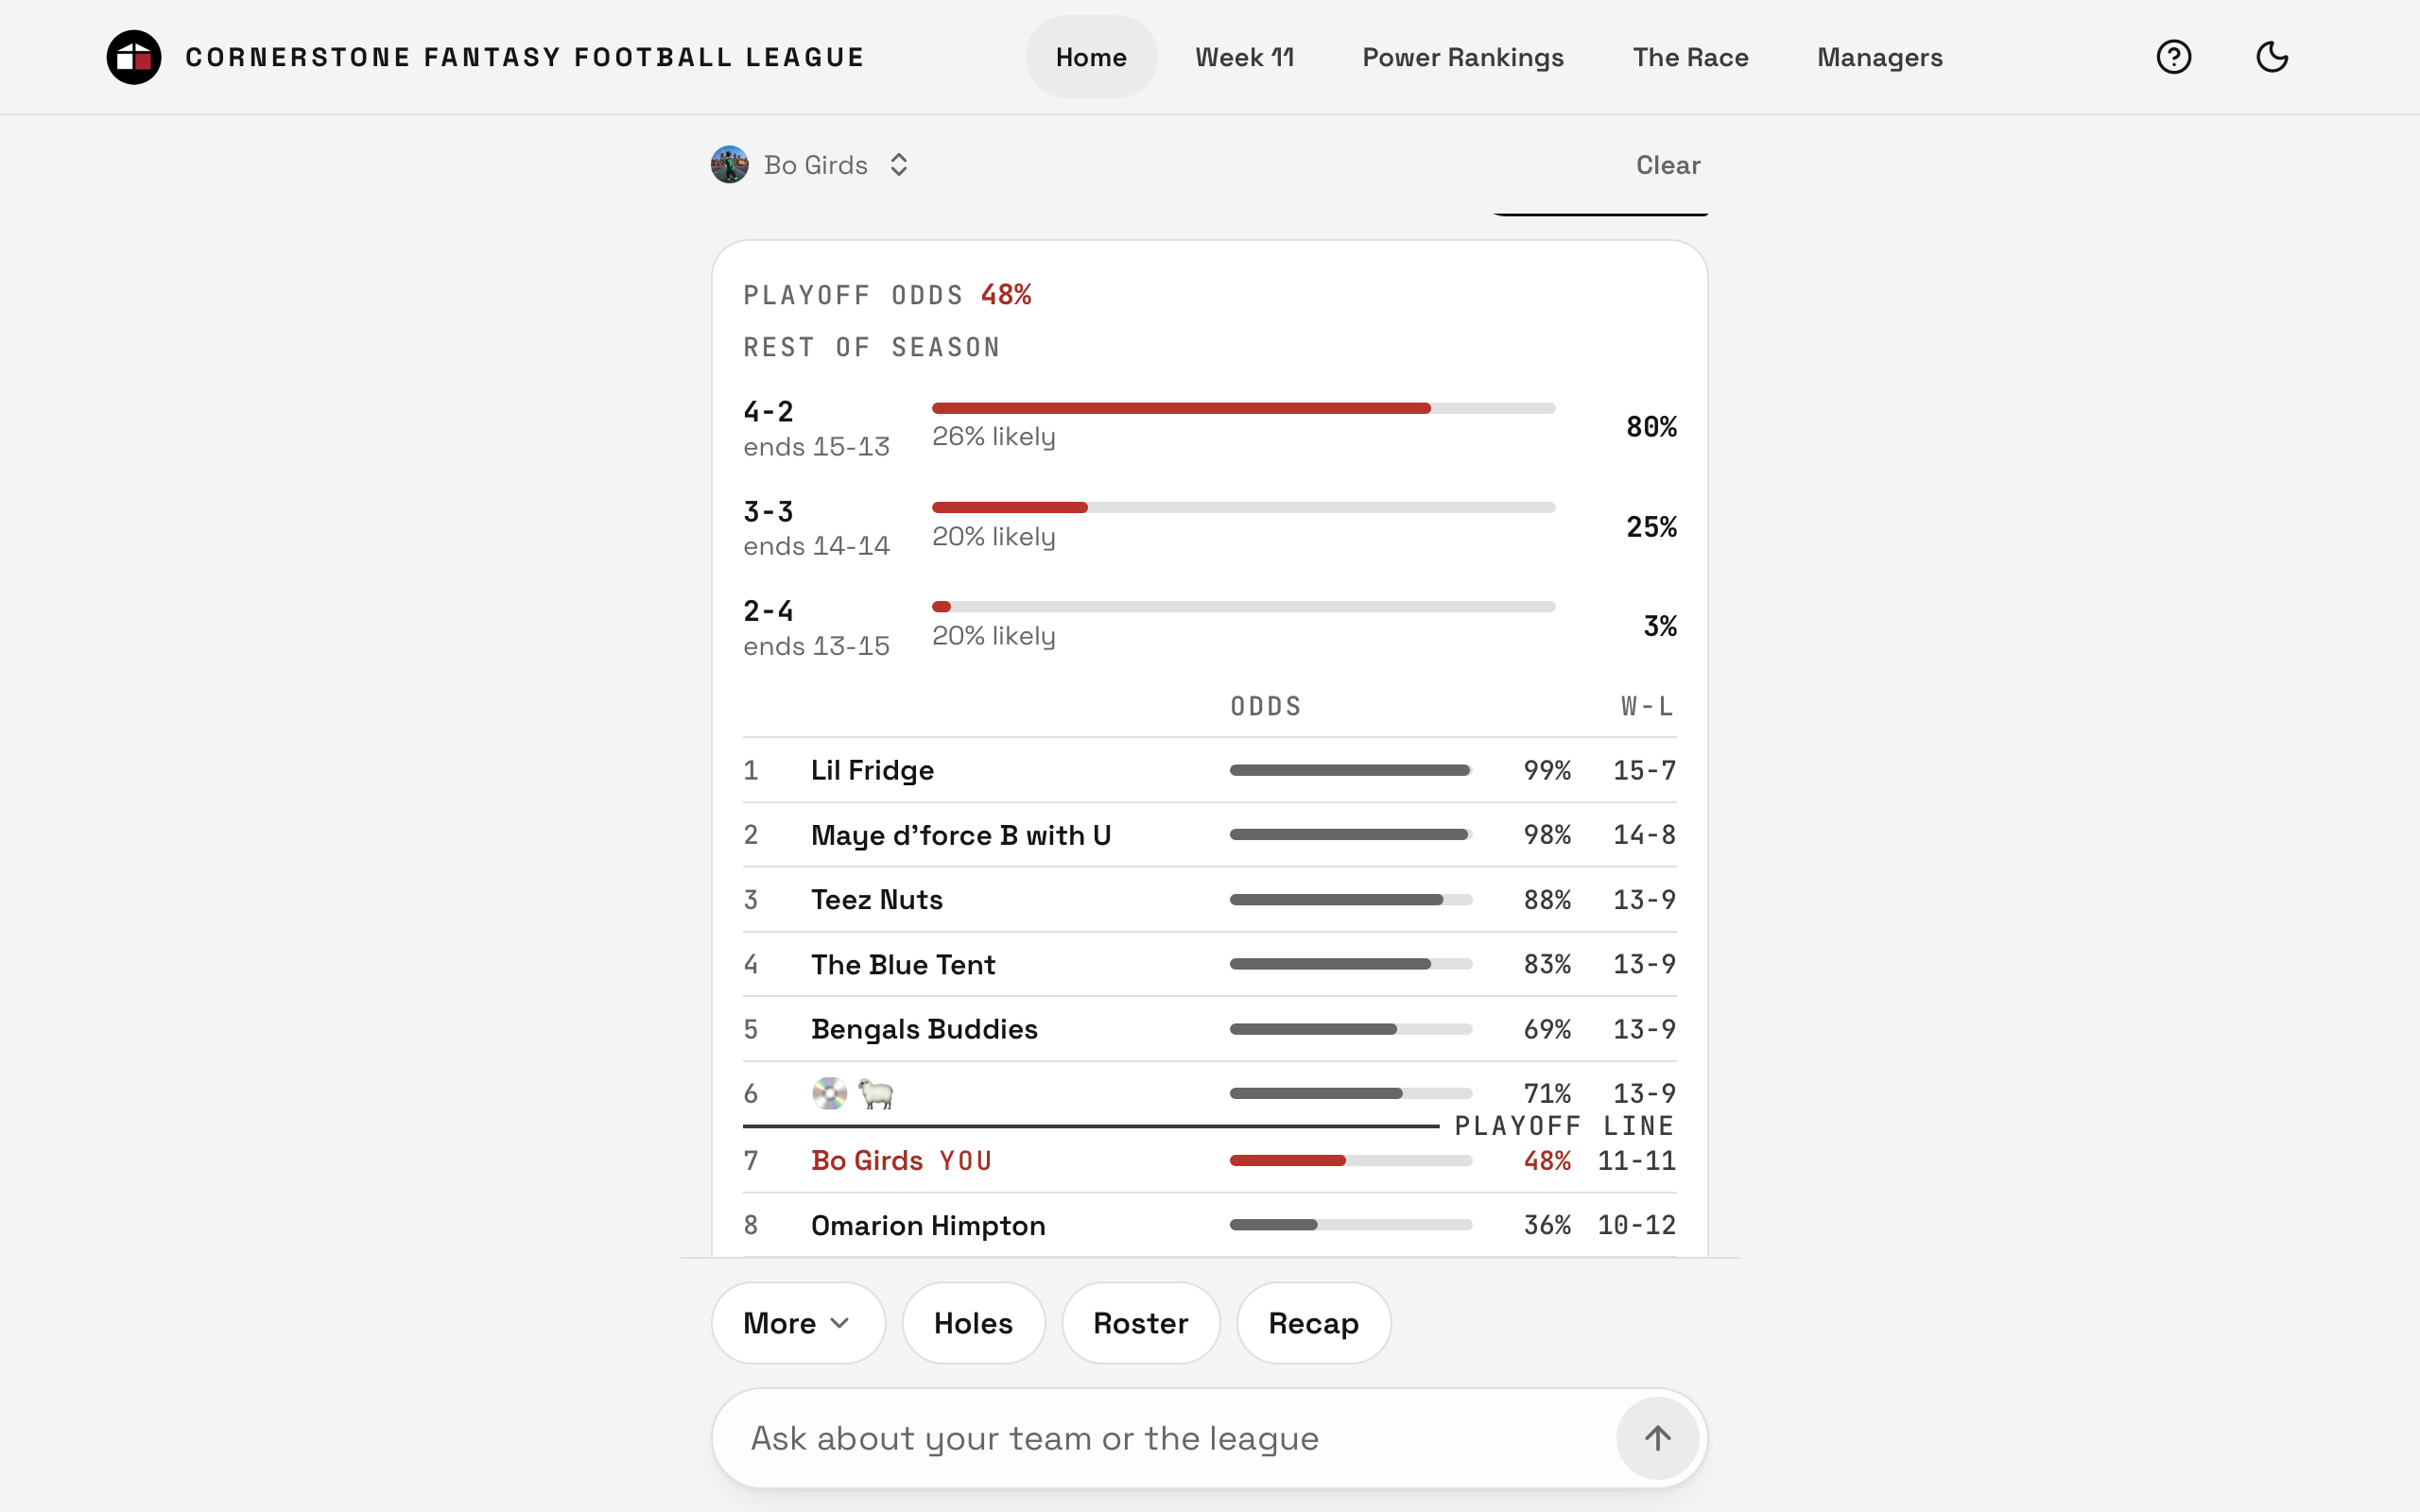 CORNERSTONE FANTASY FOOTBALL LEAGUE
Home
Week 11
Power Rankings
The Race
Managers
Bo Girds
Clear
PLAYOFF ODDS 48%
REST OF SEASON
4-2
ends 15-13
26% likely
80%
3-3
ends 14-14
20% likely
25%
2-4
ends 13-15
20% likely
3%
ODDS W-L
1 Lil Fridge 99% 15-7
2 Maye d’force B with U 98% 14-8
3 Teez Nuts 88% 13-9
4 The Blue Tent 83% 13-9
5 Bengals Buddies 69% 13-9
6 💿 🐑 71% 13-9
PLAYOFF LINE
7 Bo Girds YOU 48% 11-11
8 Omarion Himpton 36% 10-12
More
Holes
Roster
Recap
Ask about your team or the league